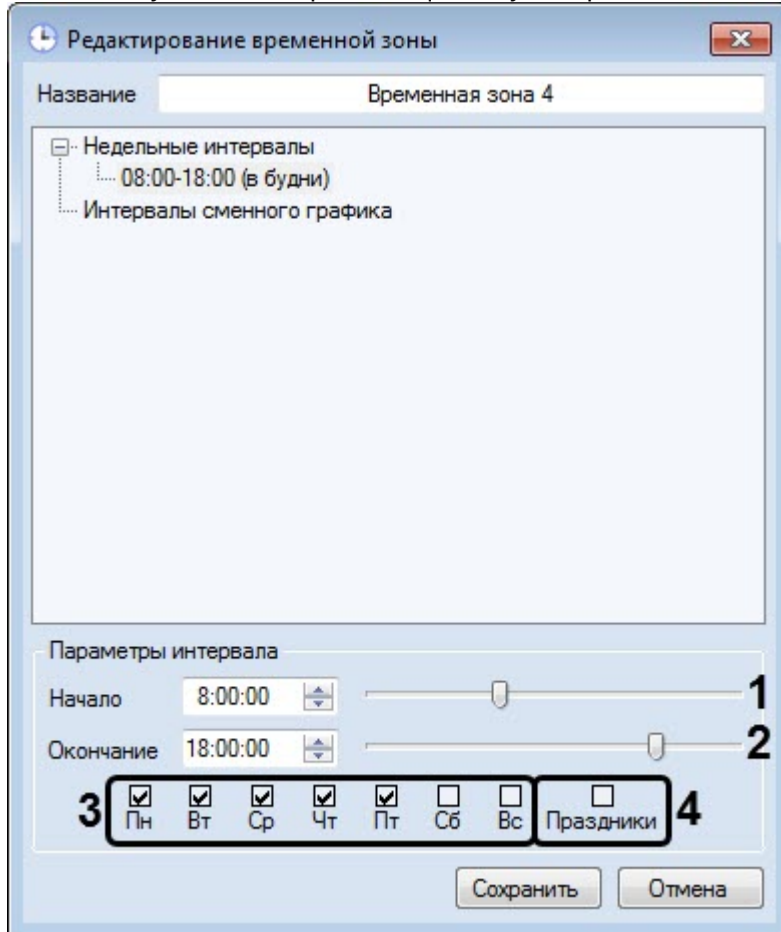 Редактирование временной зоны
Название Временная зона 4
Недельные интервалы
08:00-18:00 (в будни)
Интервалы сменного графика
Параметры интервала
Начало 8:00:00 1
Окончание 18:00:00 2
3 Пн Вт Ср Чт Пт Сб Вс Праздники 4
Сохранить Отмена